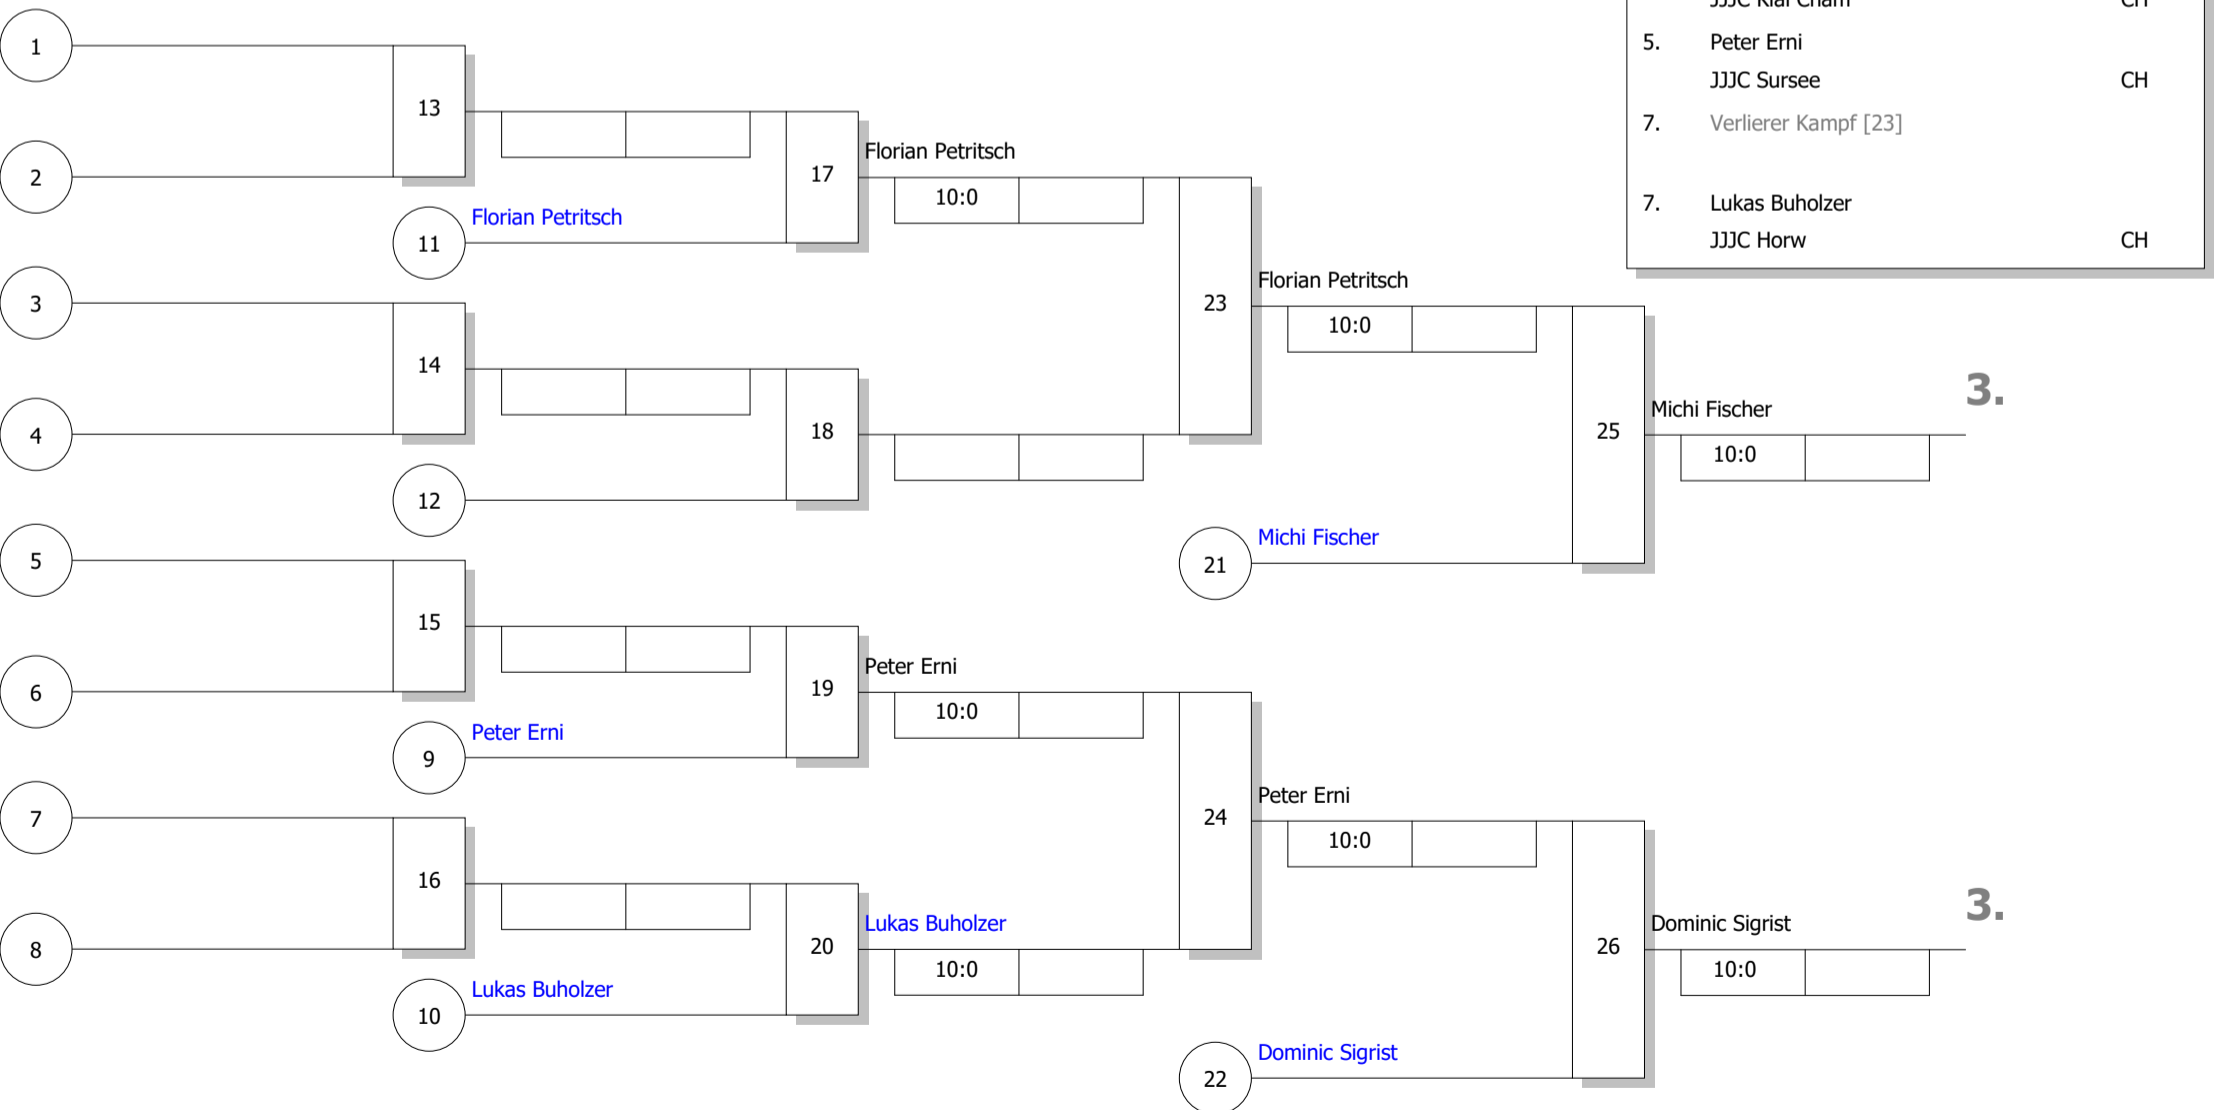 JJJC Kiai Cham CH
5. Peter Erni
JJJC Sursee CH
7. Verlierer Kampf [23]
7. Lukas Buholzer
JJJC Horw CH
1
13
2
17
Florian Petritsch
10:0
11
Florian Petritsch
3
23
Florian Petritsch
10:0
14
4
18
12
25
Michi Fischer
10:0
3.
21
Michi Fischer
5
15
6
19
Peter Erni
10:0
9
Peter Erni
7
24
Peter Erni
10:0
16
8
20
Lukas Buholzer
10:0
10
Lukas Buholzer
26
Dominic Sigrist
10:0
3.
22
Dominic Sigrist